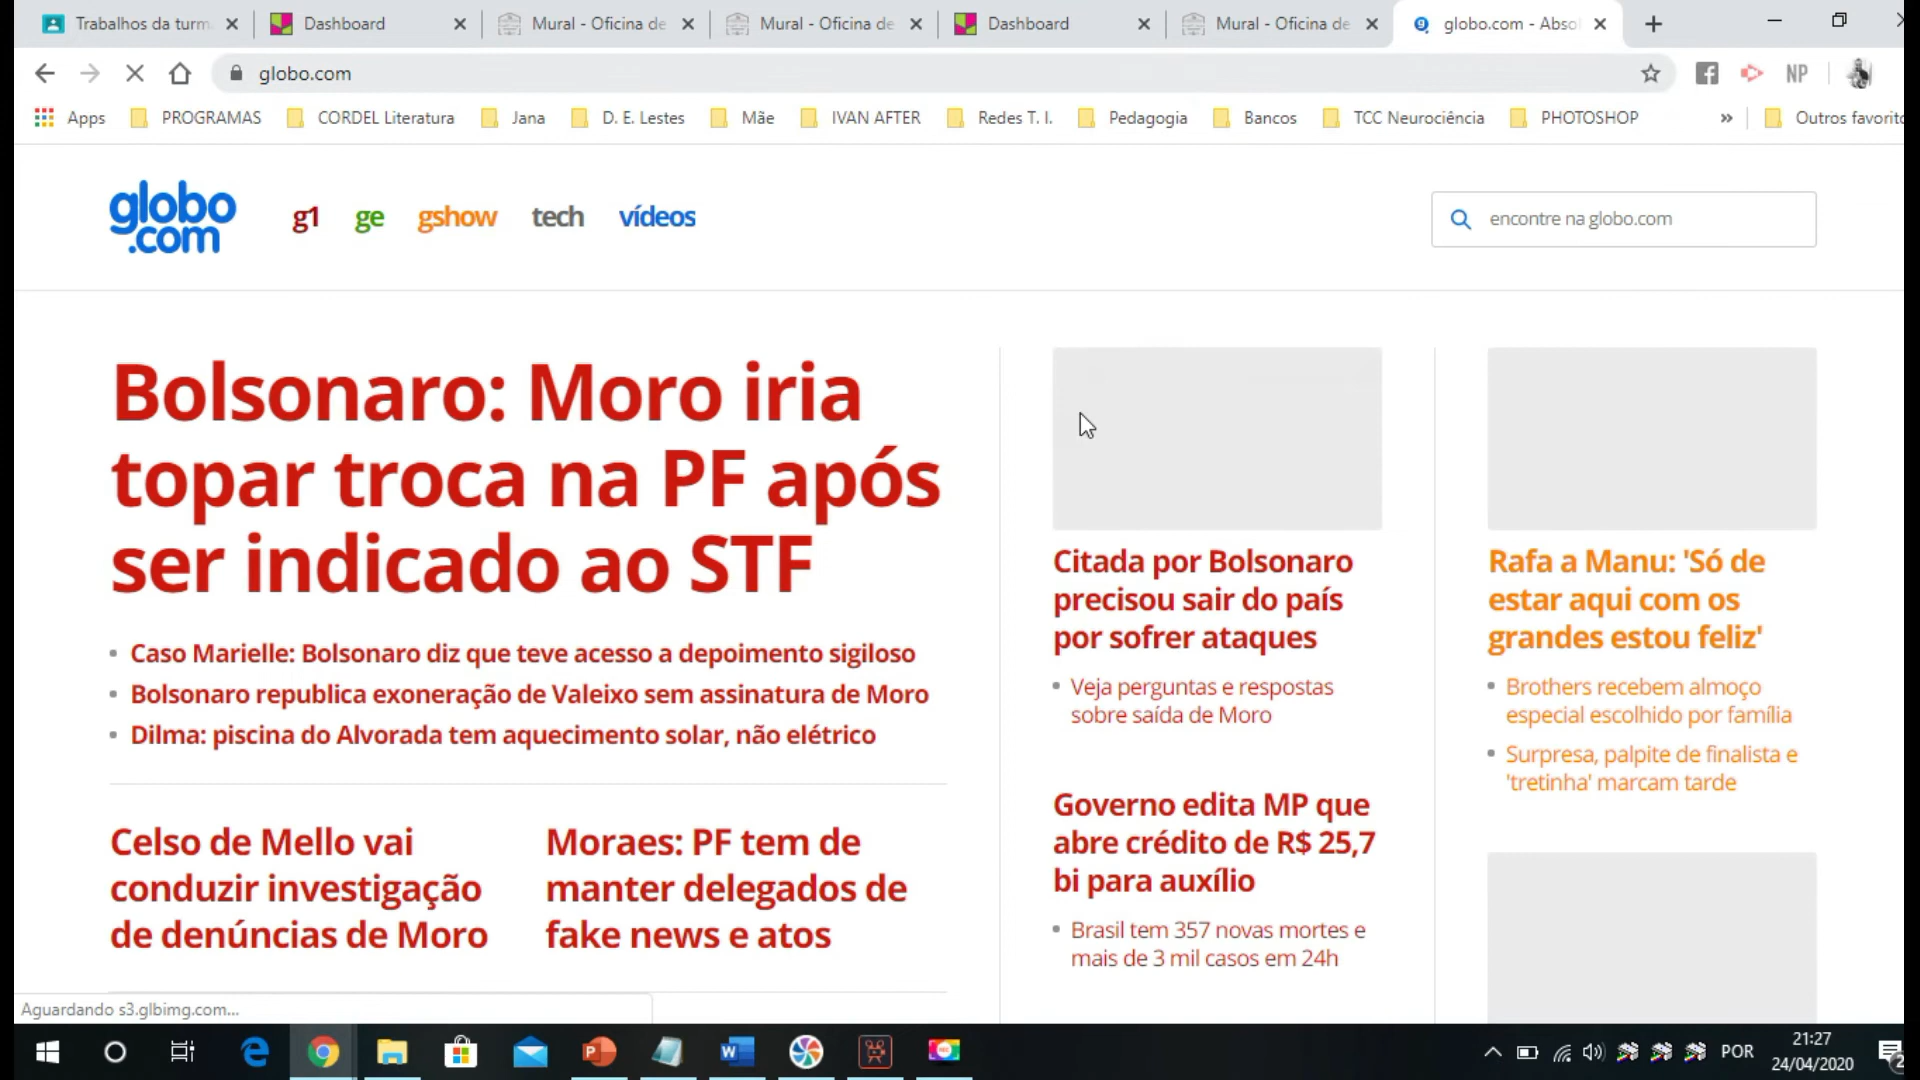 Trabalhos da turm
Dashboard
Mural - Oficina de
Mural - Oficina de
Dashboard
Mural - Oficina de
globo.com - Abso
globo.com
NP
Apps
PROGRAMAS
CORDEL Literatura
Jana
D. E. Lestes
Mãe
IVAN AFTER
Redes T. I.
Pedagogia
Bancos
TCC Neurociência
PHOTOSHOP
»
Outros favorito
globo
.com
g1
ge
gshow
tech
vídeos
encontre na globo.com
Bolsonaro: Moro iria
topar troca na PF após
ser indicado ao STF
Caso Marielle: Bolsonaro diz que teve acesso a depoimento sigiloso
Bolsonaro republica exoneração de Valeixo sem assinatura de Moro
Dilma: piscina do Alvorada tem aquecimento solar, não elétrico
Celso de Mello vai
conduzir investigação
de denúncias de Moro
Moraes: PF tem de
manter delegados de
fake news e atos
Citada por Bolsonaro
precisou sair do país
por sofrer ataques
Veja perguntas e respostas
sobre saída de Moro
Governo edita MP que
abre crédito de R$ 25,7
bi para auxílio
Brasil tem 357 novas mortes e
mais de 3 mil casos em 24h
Rafa a Manu: 'Só de
estar aqui com os
grandes estou feliz'
Brothers recebem almoço
especial escolhido por família
Surpresa, palpite de finalista e
'tretinha' marcam tarde
Aguardando s3.glbimg.com...
POR
21:27
24/04/2020
2